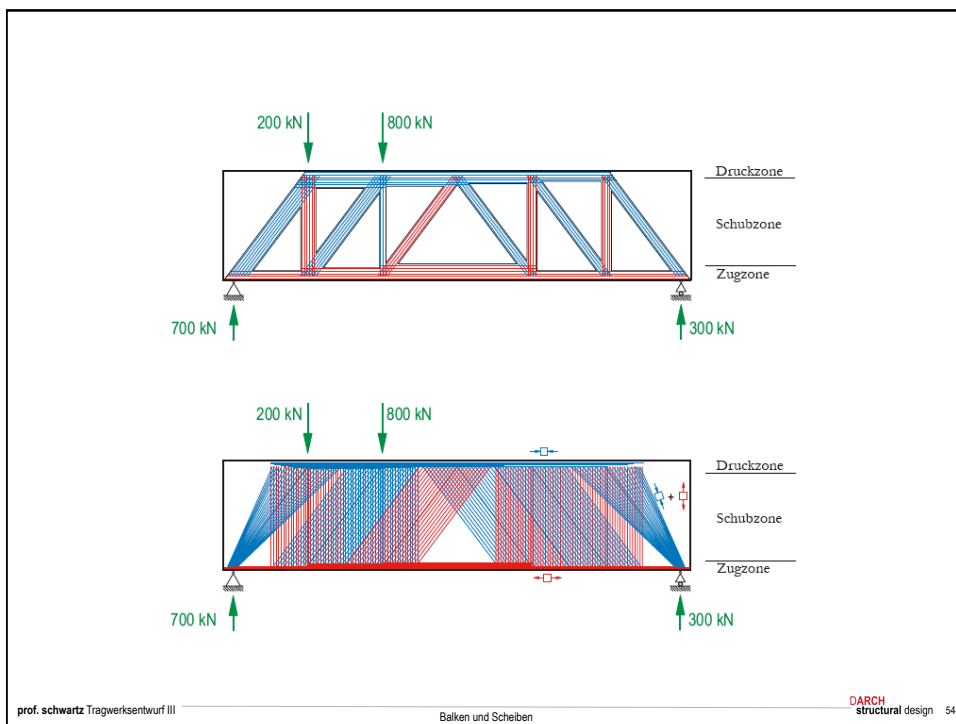 200 kN 800 kN
Druckzone
Schubzone
Zugzone
700 kN 300 kN
200 kN 800 kN
Druckzone
+
Schubzone
Zugzone
700 kN 300 kN
prof. schwartz Tragwerksentwurf III
Balken und Scheiben
DARCH
structural design 54